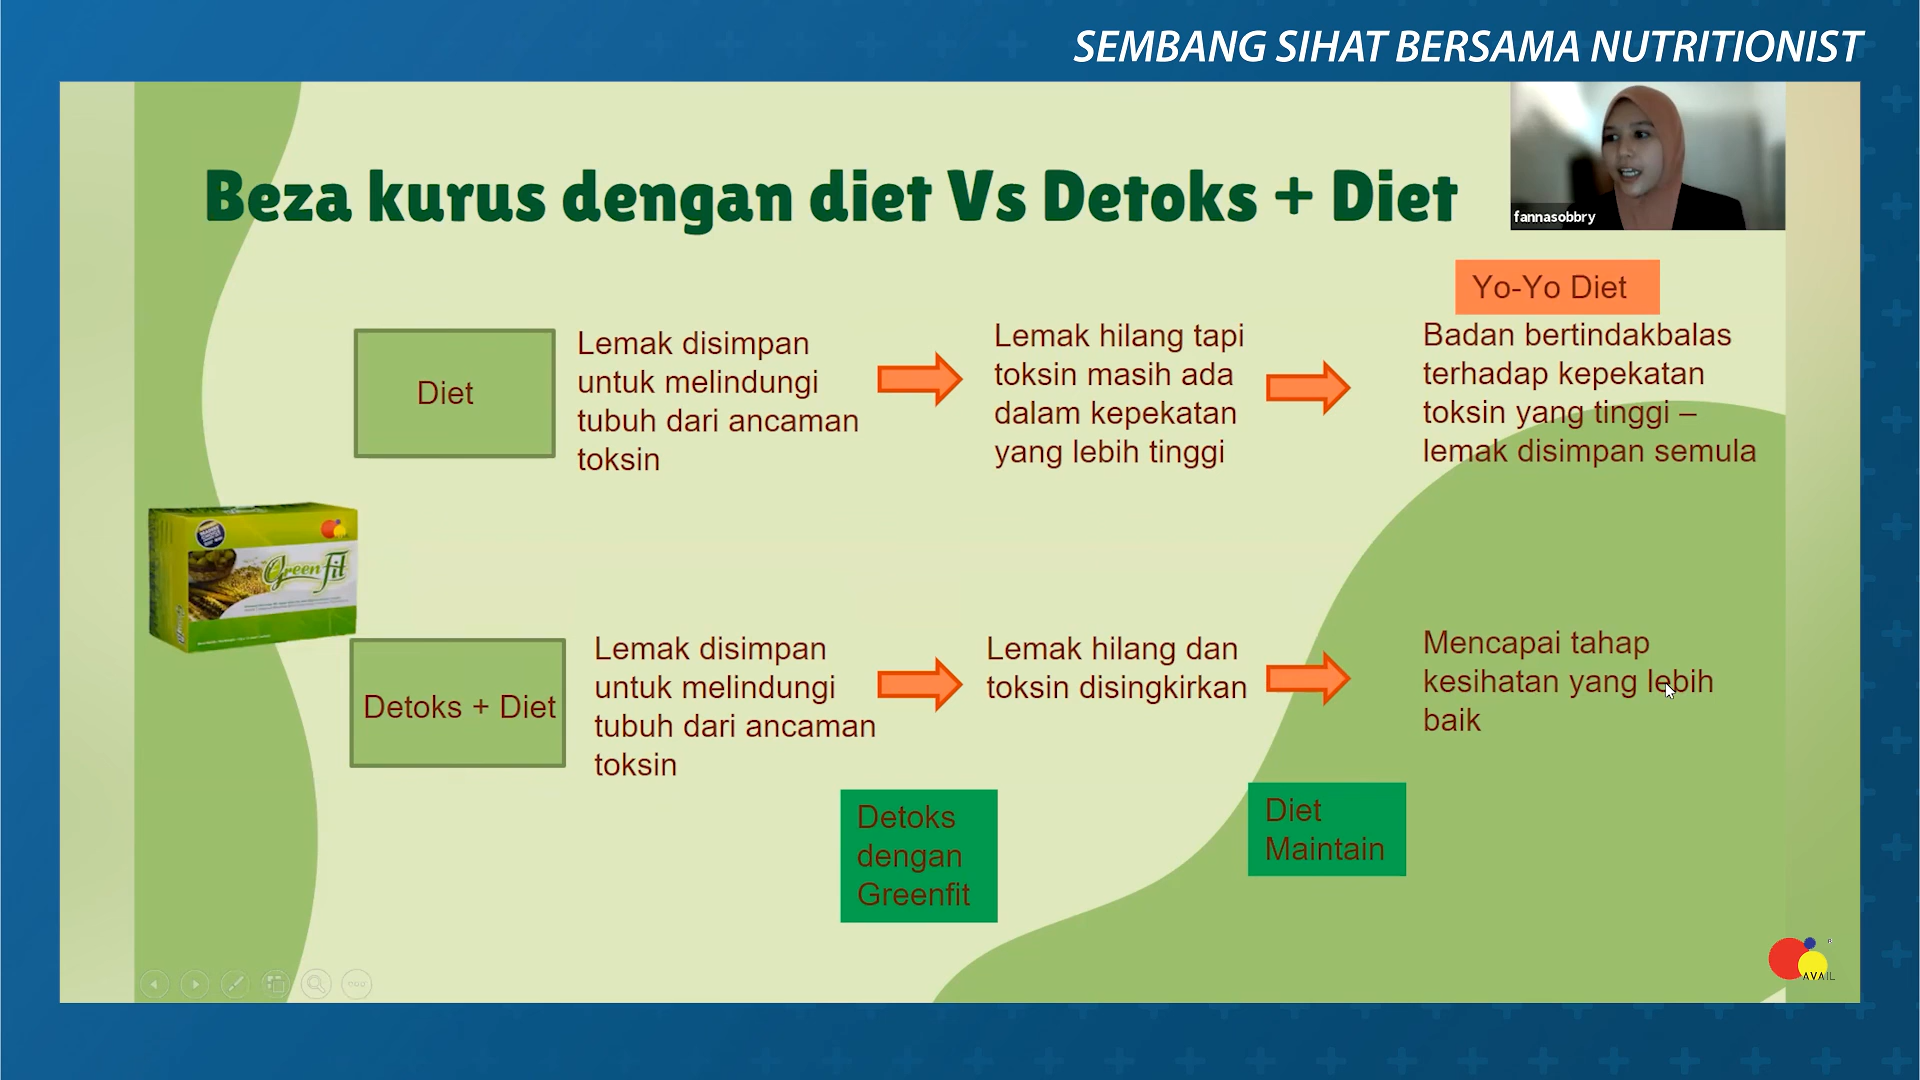 SEMBANG SIHAT BERSAMA NUTRITIONIST
Beza kurus dengan diet Vs Detoks + Diet
fannasobbry
Yo-Yo Diet
Diet
Lemak disimpan
untuk melindungi
tubuh dari ancaman
toksin
Lemak hilang tapi
toksin masih ada
dalam kepekatan
yang lebih tinggi
Badan bertindakbalas
terhadap kepekatan
toksin yang tinggi –
lemak disimpan semula
Green fit
Detoks + Diet
Lemak disimpan
untuk melindungi
tubuh dari ancaman
toksin
Lemak hilang dan
toksin disingkirkan
Mencapai tahap
kesihatan yang lebih
baik
Detoks
dengan
Greenfit
Diet
Maintain
AVAIL